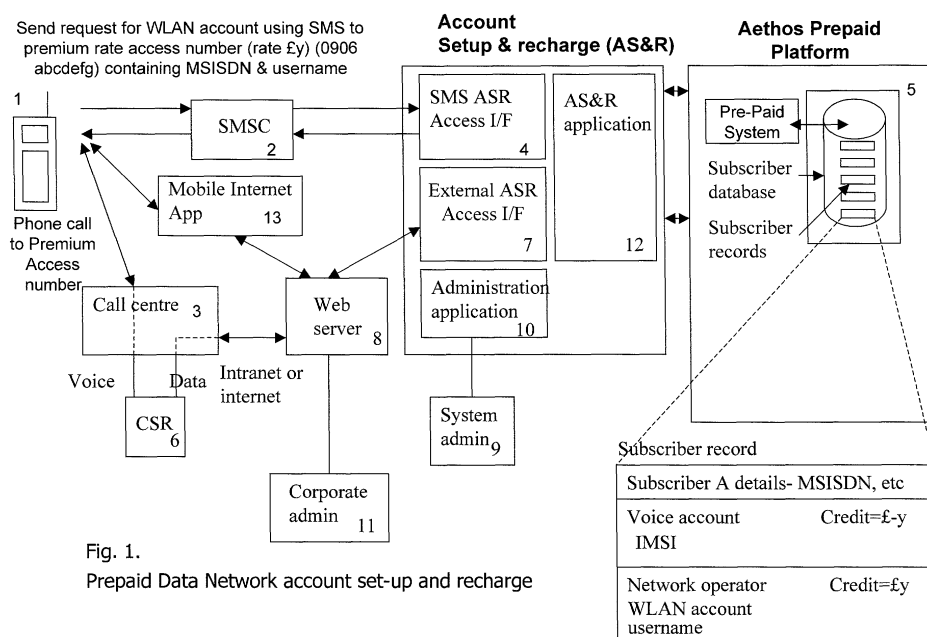 Send request for WLAN account using SMS to
premium rate access number (rate £y) (0906
abcdefg) containing MSISDN & username
Account
Setup & recharge (AS&R)
Aethos Prepaid
Platform
1
SMSC
2
SMS ASR
Access I/F
4
AS&R
application
12
Pre-Paid
System
5
Subscriber
database
Subscriber
records
Mobile Internet
App
13
External ASR
Access I/F
7
Phone call
to Premium
Access
number
Call centre
3
Web
server
8
Administration
application
10
Voice
Data
Intranet or
internet
CSR
6
System
admin
9
Corporate
admin
11
Subscriber record
Subscriber A details- MSISDN, etc
Voice account Credit=£-y
IMSI
Network operator Credit=£y
WLAN account
username
Fig. 1.
Prepaid Data Network account set-up and recharge